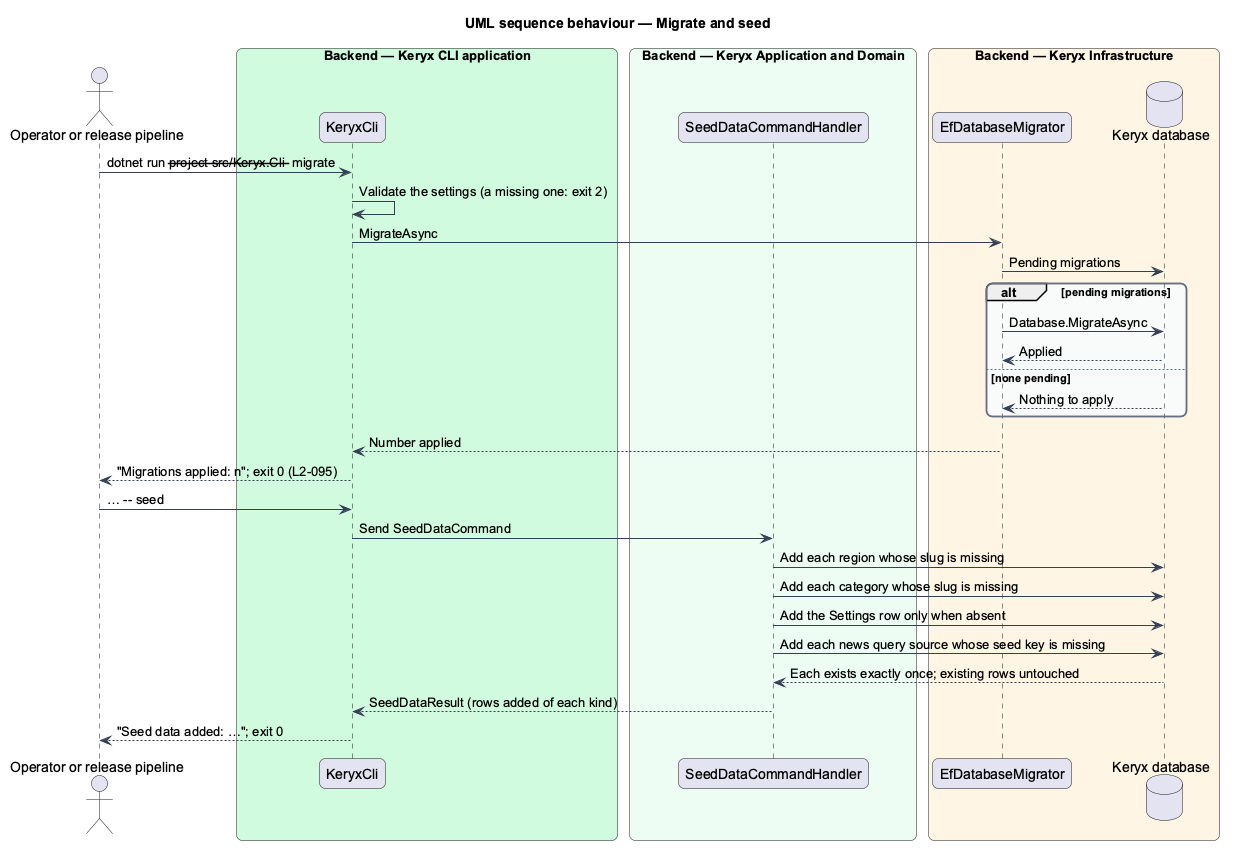 UML sequence behaviour — Migrate and seed
Backend — Keryx CLI application
Backend — Keryx Application and Domain
Backend — Keryx Infrastructure
Operator or release pipeline
KeryxCli
SeedDataCommandHandler
EfDatabaseMigrator
Keryx database
dotnet run project src/Keryx.Cli migrate
Validate the settings (a missing one: exit 2)
MigrateAsync
Pending migrations
alt [pending migrations]
Database.MigrateAsync
Applied
[none pending]
Nothing to apply
Number applied
"Migrations applied: n"; exit 0 (L2-095)
... -- seed
Send SeedDataCommand
Add each region whose slug is missing
Add each category whose slug is missing
Add the Settings row only when absent
Add each news query source whose seed key is missing
Each exists exactly once; existing rows untouched
SeedDataResult (rows added of each kind)
"Seed data added: ..."; exit 0
Operator or release pipeline
KeryxCli
SeedDataCommandHandler
EfDatabaseMigrator
Keryx database